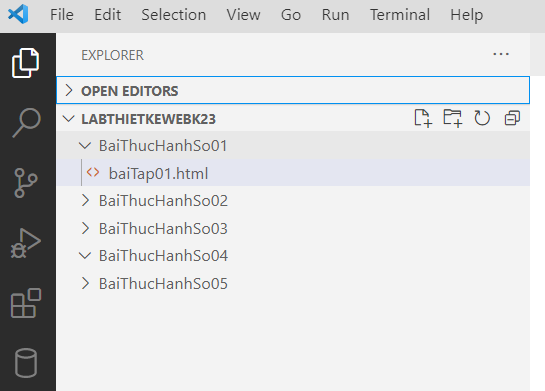 File Edit Selection View Go Run Terminal Help
EXPLORER
OPEN EDITORS
LABTHIETKEWEBK23
BaiThucHanhSo01
baiTap01.html
BaiThucHanhSo02
BaiThucHanhSo03
BaiThucHanhSo04
BaiThucHanhSo05